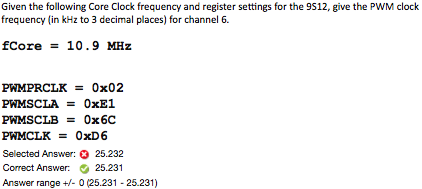 Given the following Core Clock frequency and register settings for the 9S12, give the PWM clock
frequency (in kHz to 3 decimal places) for channel 6.
fCore = 10.9 MHz
PWMPRCLK = 0x02
PWMSCLA = 0xE1
PWMSCLB = 0x6C
PWMCLK = 0xD6
Selected Answer: 25.232
Correct Answer: 25.231
Answer range +/- 0 (25.231 - 25.231)